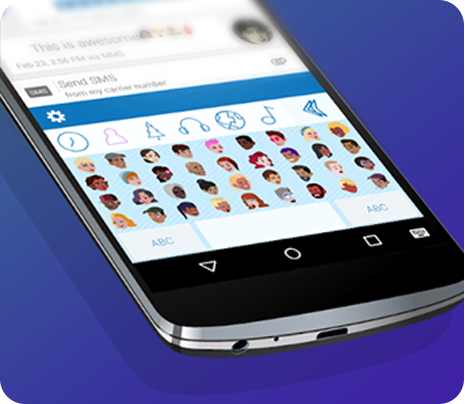 This is awesome
Feb 23, 3:56 PM via MMS
SMS
Send SMS
from my carrier number
ABC
ABC